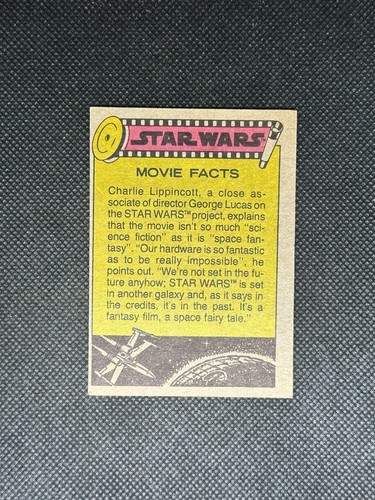 STAR WARS
MOVIE FACTS
Charlie Lippincott, a close as-
sociate of director George Lucas on
the STAR WARS™ project, explains
that the movie isn't so much "sci-
ence fiction" as it is "space fan-
tasy". "Our hardware is so fantastic
as to be really impossible", he
points out. "We're not set in the fu-
ture anyhow; STAR WARS™ is set
in another galaxy and, as it says in
the credits, it's in the past. It's a
fantasy film, a space fairy tale."